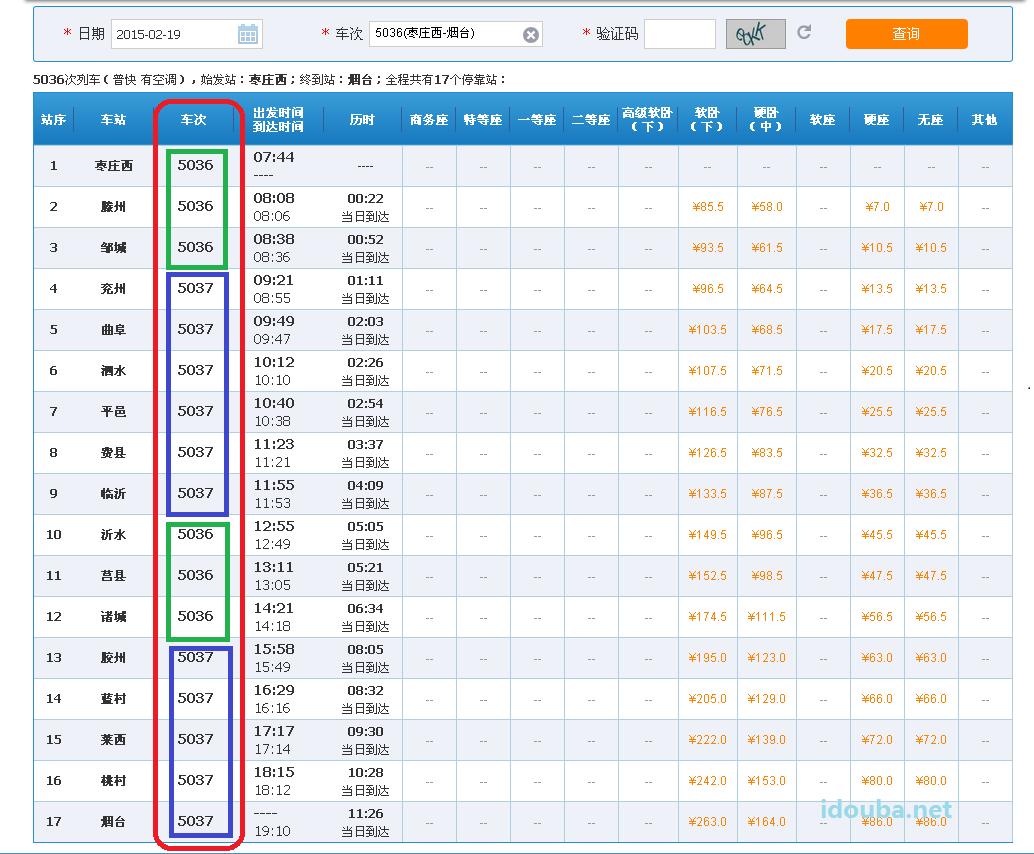 * 日期 2015-02-19 * 车次 5036(枣庄西-烟台) * 验证码 查询
5036次列车（普快 有空调），始发站：枣庄西；终到站：烟台；全程共有17个停靠站：
站序 车站 车次 出发时间 到达时间 历时 商务座 特等座 一等座 二等座 高级软卧（下） 软卧（下） 硬卧（中） 软座 硬座 无座 其他
1 枣庄西 5036 07:44 ---- ---- -- -- -- -- -- -- -- -- -- -- --
2 滕州 5036 08:08 08:06 00:22 当日到达 -- -- -- -- -- ¥85.5 ¥58.0 -- ¥7.0 ¥7.0 --
3 邹城 5036 08:38 08:36 00:52 当日到达 -- -- -- -- -- ¥93.5 ¥61.5 -- ¥10.5 ¥10.5 --
4 兖州 5037 09:21 08:55 01:11 当日到达 -- -- -- -- -- ¥96.5 ¥64.5 -- ¥13.5 ¥13.5 --
5 曲阜 5037 09:49 09:47 02:03 当日到达 -- -- -- -- -- ¥103.5 ¥68.5 -- ¥17.5 ¥17.5 --
6 泗水 5037 10:12 10:10 02:26 当日到达 -- -- -- -- -- ¥107.5 ¥71.5 -- ¥20.5 ¥20.5 --
7 平邑 5037 10:40 10:38 02:54 当日到达 -- -- -- -- -- ¥116.5 ¥76.5 -- ¥25.5 ¥25.5 --
8 费县 5037 11:23 11:21 03:37 当日到达 -- -- -- -- -- ¥126.5 ¥83.5 -- ¥32.5 ¥32.5 --
9 临沂 5037 11:55 11:53 04:09 当日到达 -- -- -- -- -- ¥133.5 ¥87.5 -- ¥36.5 ¥36.5 --
10 沂水 5036 12:55 12:49 05:05 当日到达 -- -- -- -- -- ¥149.5 ¥96.5 -- ¥45.5 ¥45.5 --
11 莒县 5036 13:11 13:05 05:21 当日到达 -- -- -- -- -- ¥152.5 ¥98.5 -- ¥47.5 ¥47.5 --
12 诸城 5036 14:21 14:18 06:34 当日到达 -- -- -- -- -- ¥174.5 ¥111.5 -- ¥56.5 ¥56.5 --
13 胶州 5037 15:58 15:49 08:05 当日到达 -- -- -- -- -- ¥195.0 ¥123.0 -- ¥63.0 ¥63.0 --
14 蓝村 5037 16:29 16:16 08:32 当日到达 -- -- -- -- -- ¥205.0 ¥129.0 -- ¥66.0 ¥66.0 --
15 莱西 5037 17:17 17:14 09:30 当日到达 -- -- -- -- -- ¥222.0 ¥139.0 -- ¥72.0 ¥72.0 --
16 桃村 5037 18:15 18:12 10:28 当日到达 -- -- -- -- -- ¥242.0 ¥153.0 -- ¥80.0 ¥80.0 --
17 烟台 5037 ---- 19:10 11:26 当日到达 -- -- -- -- -- ¥263.0 ¥164.0 -- ¥86.0 ¥86.0 --
idouba.net